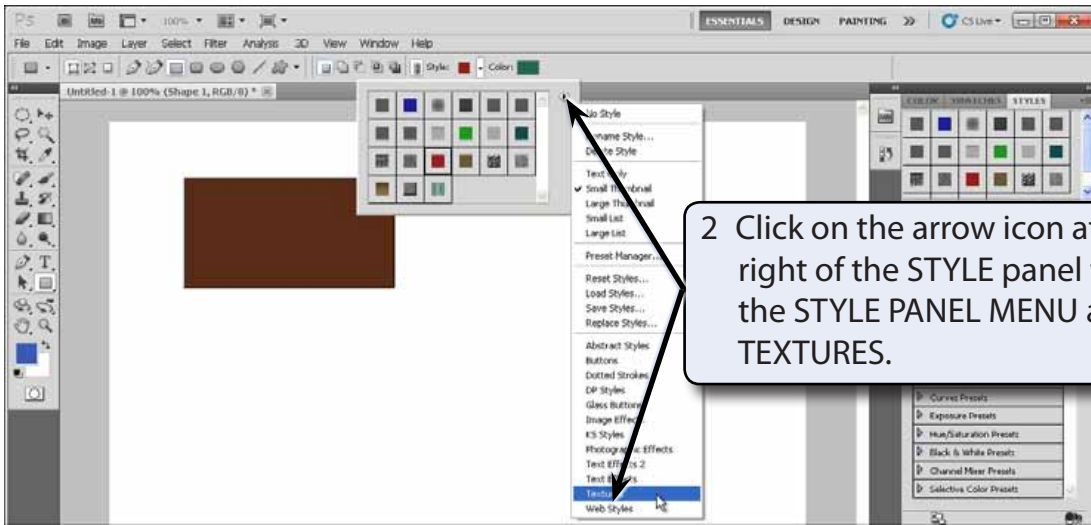 Ps
100%
ESSENTIALS DESIGN PAINTING
CS Live
File Edit Image Layer Select Filter Analysis 3D View Window Help
Style: Color:
Untitled-1 @ 100% (Shape 1, RGB/8) *
COLOR SWATCHES STYLES
No Style
Rename Style...
Delete Style
Text Only
Small Thumbnail
Large Thumbnail
Small List
Large List
Preset Manager...
Reset Styles...
Load Styles...
Save Styles...
Replace Styles...
Abstract Styles
Buttons
Dotted Strokes
DP Styles
Glass Buttons
Image Effects
KS Styles
Photographic Effects
Text Effects 2
Text Effects
Textures
Web Styles
2 Click on the arrow icon at
right of the STYLE panel
the STYLE PANEL MENU
TEXTURES.
Curves Presets
Exposure Presets
Hue/Saturation Presets
Black & White Presets
Channel Mixer Presets
Selective Color Presets